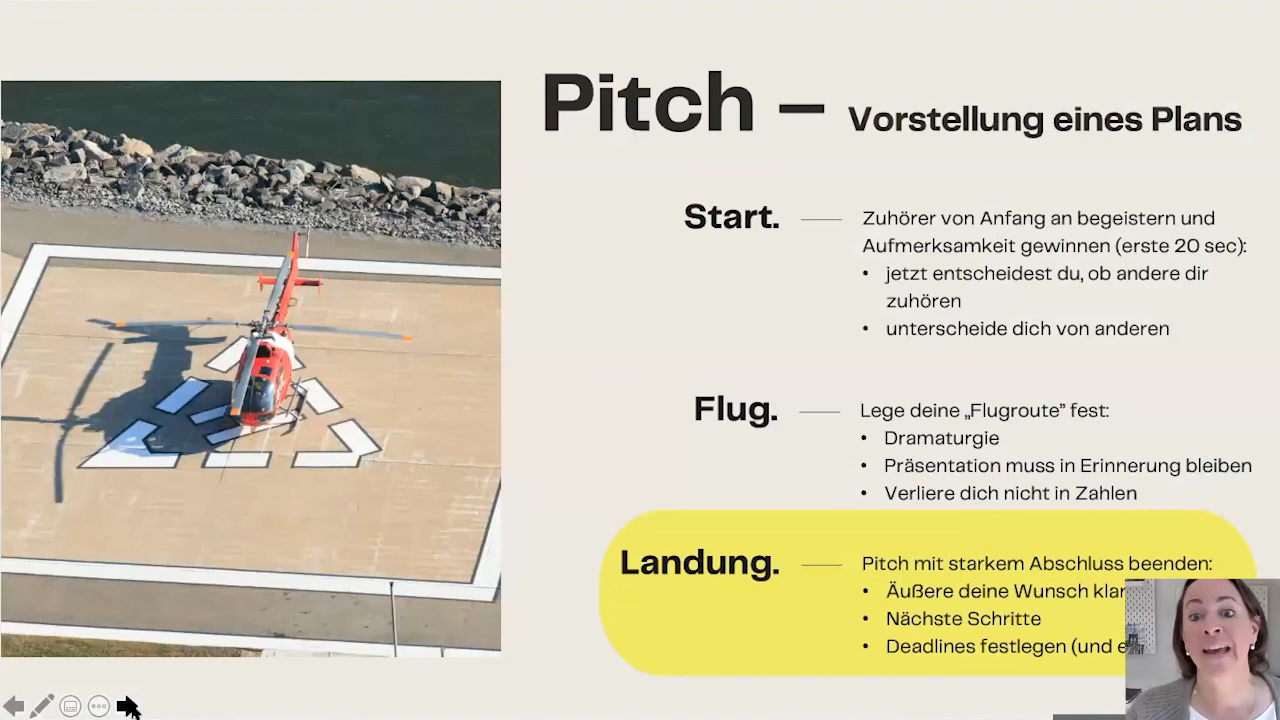 Pitch – Vorstellung eines Plans
Start.
Zuhörer von Anfang an begeistern und
Aufmerksamkeit gewinnen (erste 20 sec):
• jetzt entscheidest du, ob andere dir
zuhören
• unterscheide dich von anderen
Flug.
Lege deine „Flugroute” fest:
• Dramaturgie
• Präsentation muss in Erinnerung bleiben
• Verliere dich nicht in Zahlen
Landung.
Pitch mit starkem Abschluss beenden:
• Äußere deine Wunsch
• Nächste Schritte
• Deadlines festlegen (und